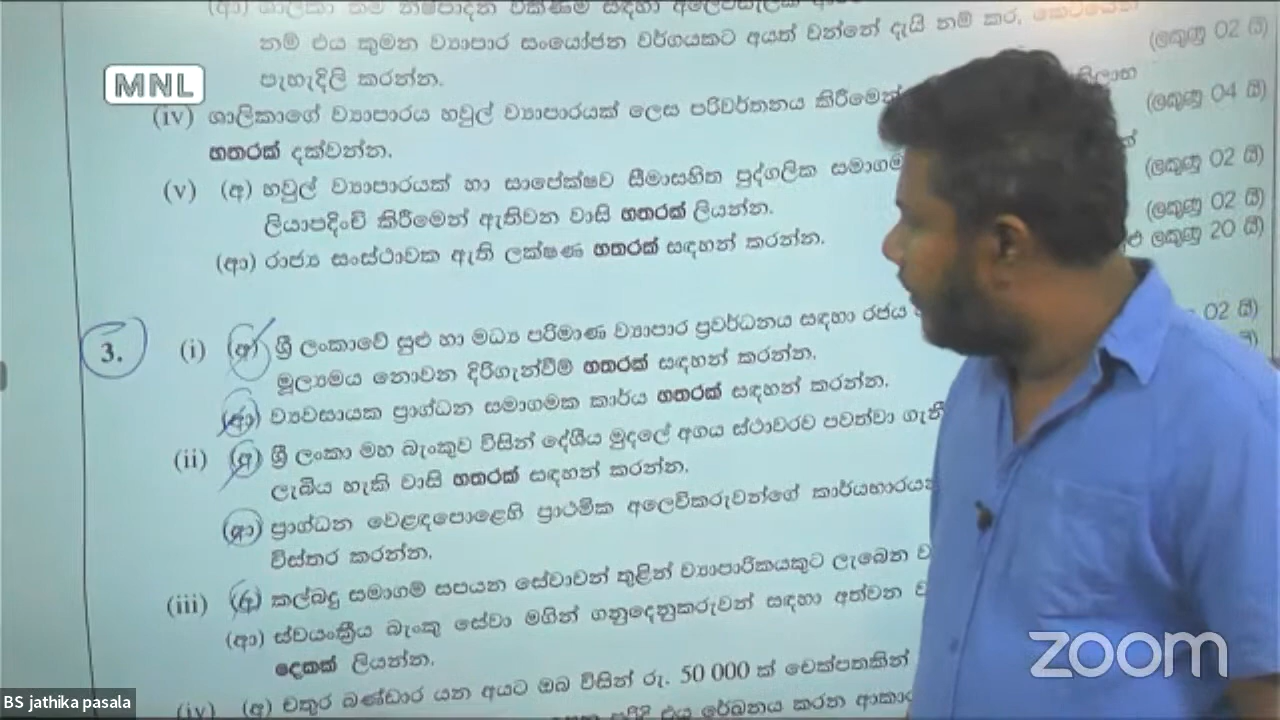 නම් එය කුමන ව්‍යාපාර සංයෝජන වර්ගයකට අයත් වන්නේ දැයි නම් කර,
(ලකුණු 02 යි)
පැහැදිලි කරන්න.
MNL
(iv) ශාලිකාගේ ව්‍යාපාරය හවුල් ව්‍යාපාරයක් ලෙස පරිවර්තනය කිරීමෙන්
(ලකුණු 04 යි)
හතරක් දක්වන්න.
(v) (අ) හවුල් ව්‍යාපාරයක් හා සාපේක්ෂව සීමාසහිත පුද්ගලික සමාගම
(ලකුණු 02 යි)
ලියාපදිංචි කිරීමෙන් ඇතිවන වාසි හතරක් ලියන්න.
(ලකුණු 02 යි)
(ආ) රාජ්‍ය සංස්ථාවක ඇති ලක්ෂණ හතරක් සඳහන් කරන්න.
ලකුණු 20 යි)
3. (i) (අ) ශ්‍රී ලංකාවේ සුළු හා මධ්‍ය පරිමාණ ව්‍යාපාර ප්‍රවර්ධනය සඳහා රජය
02 යි)
මූල්‍යමය නොවන දිරිගැන්වීම් හතරක් සඳහන් කරන්න.
(ආ) ව්‍යවසායක ප්‍රාග්ධන සමාගමක කාර්ය හතරක් සඳහන් කරන්න.
(ii) (අ) ශ්‍රී ලංකා මහ බැංකුව විසින් දේශීය මුදලේ අගය ස්ථාවරව පවත්වා
ලැබිය හැකි වාසි හතරක් සඳහන් කරන්න.
(ආ) ප්‍රාග්ධන වෙළඳපොළෙහි ප්‍රාථමික අලෙවිකරුවන්ගේ
විස්තර කරන්න.
(iii) (අ) කල්බදු සමාගම් සපයන සේවාවන් තුළින් ව්‍යාපාරිකයකුට ලැබෙන
(ආ) ස්වයංක්‍රීය බැංකු සේවා මගින් ගනුදෙනුකරුවන් සඳහා අත්වන
දෙකක් ලියන්න.
(iv) (අ) චතුර බණ්ඩාර යන අයට ඔබ විසින් රු. 50 000 ක් චෙක්පතකින්
එය රේඛනය කරන
zoom
BS jathika pasala